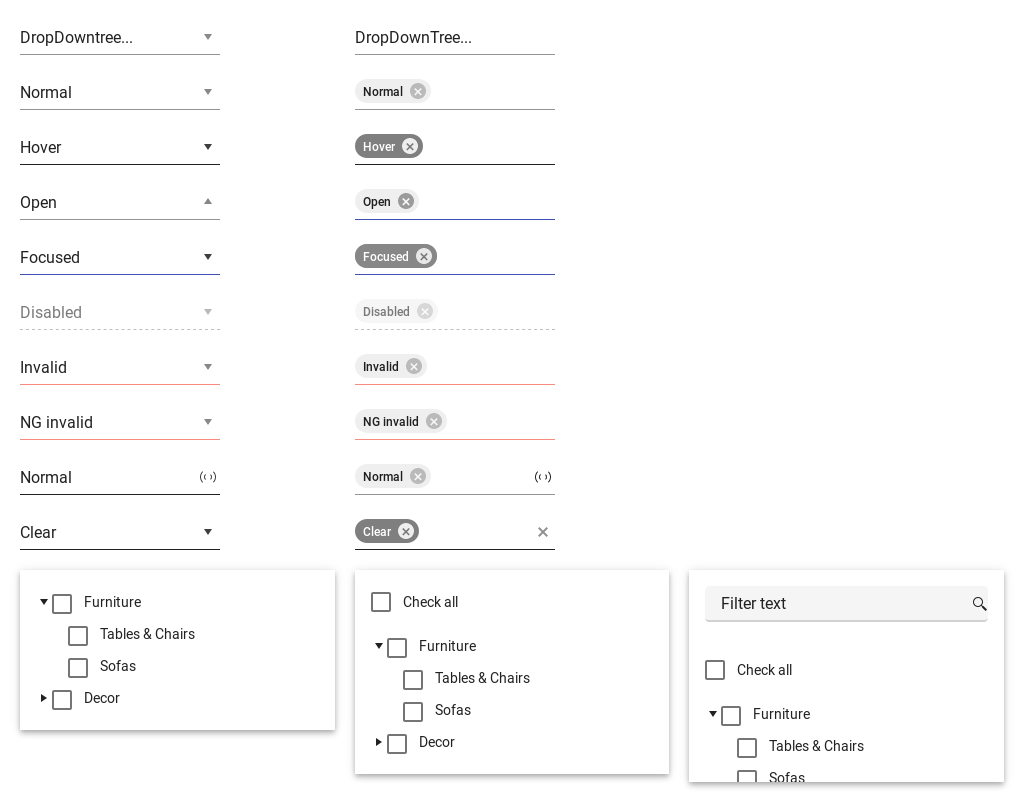 DropDowntree...
DropDownTree...
Normal
Normal
Hover
Hover
Open
Open
Focused
Focused
Disabled
Disabled
Invalid
Invalid
NG invalid
NG invalid
Normal
Normal
Clear
Clear
Furniture
Tables & Chairs
Sofas
Decor
Check all
Furniture
Tables & Chairs
Sofas
Decor
Filter text
Check all
Furniture
Tables & Chairs
Sofas